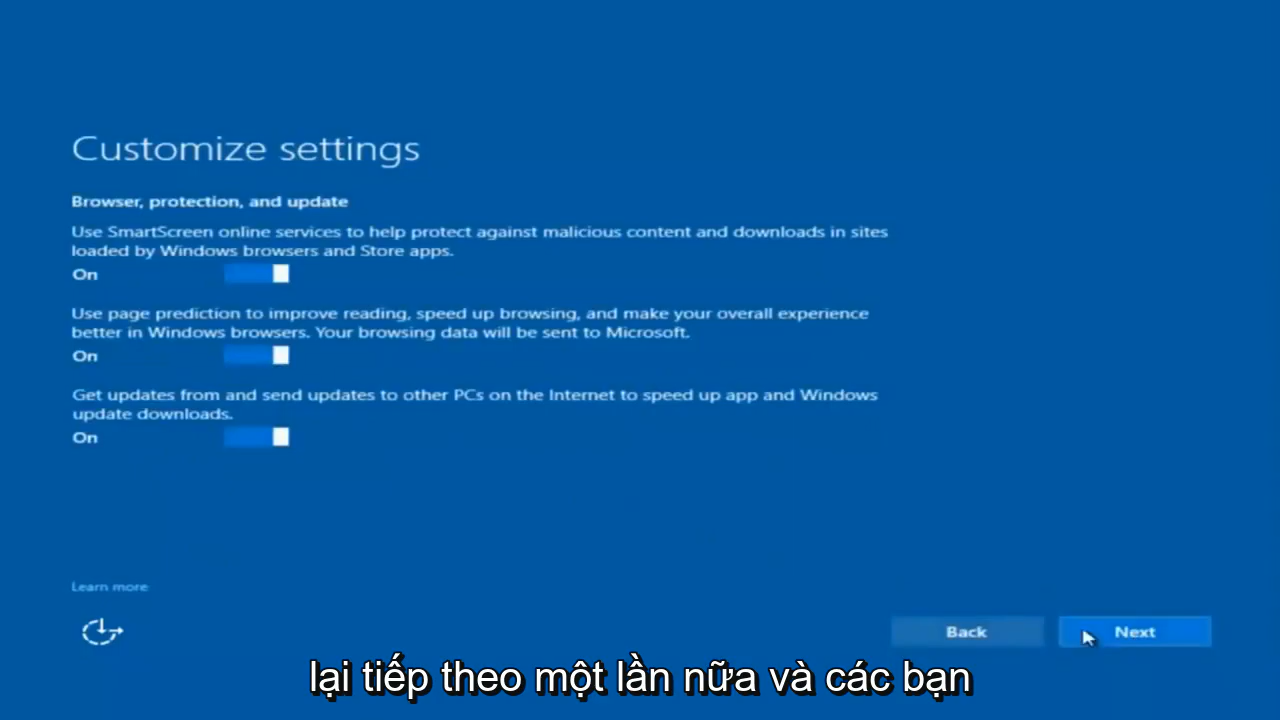 Customize settings
Browser, protection, and update
Use SmartScreen online services to help protect against malicious content and downloads in sites
loaded by Windows browsers and Store apps.
On
Use page prediction to improve reading, speed up browsing, and make your overall experience
better in Windows browsers. Your browsing data will be sent to Microsoft.
On
Get updates from and send updates to other PCs on the Internet to speed up app and Windows
update downloads.
On
Learn more
Back
Next
lại tiếp theo một lần nữa và các bạn